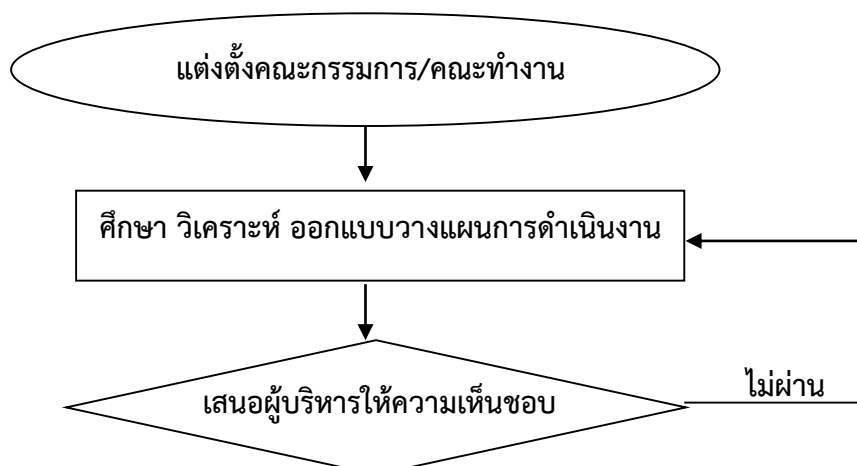 แต่งตั้งคณะกรรมการ/คณะทำงาน
ศึกษา วิเคราะห์ ออกแบบวางแผนการดำเนินงาน
เสนอผู้บริหารให้ความเห็นชอบ
ไม่ผ่าน